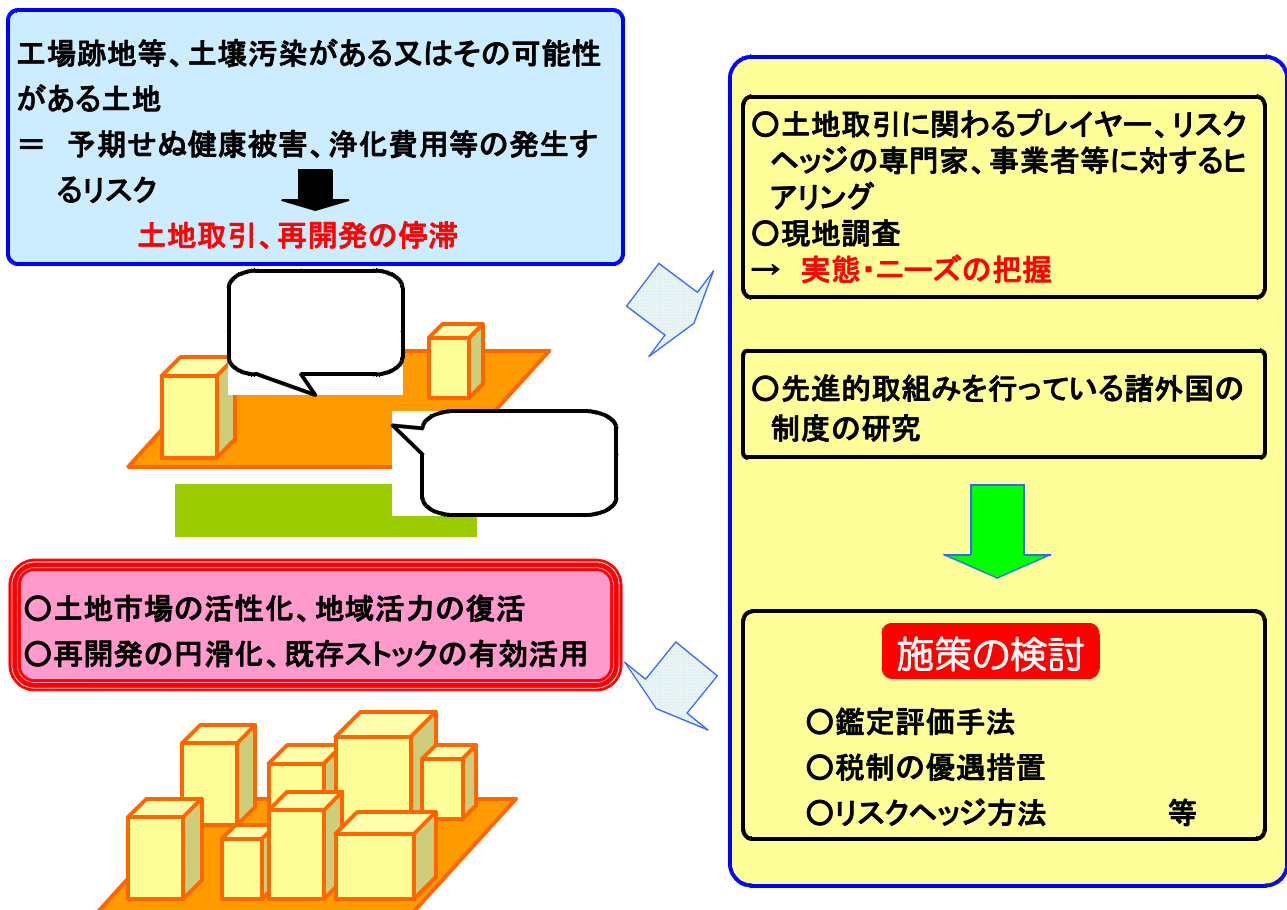 工場跡地等、土壌汚染がある又はその可能性
がある土地
＝　予期せぬ健康被害、浄化費用等の発生す
るリスク
土地取引、再開発の停滞
○土地取引に関わるプレイヤー、リスク
ヘッジの専門家、事業者等に対するヒ
アリング
○現地調査
→　実態・ニーズの把握
○先進的取組みを行っている諸外国の
制度の研究
施策の検討
○鑑定評価手法
○税制の優遇措置
○リスクヘッジ方法　　　　等
○土地市場の活性化、地域活力の復活
○再開発の円滑化、既存ストックの有効活用